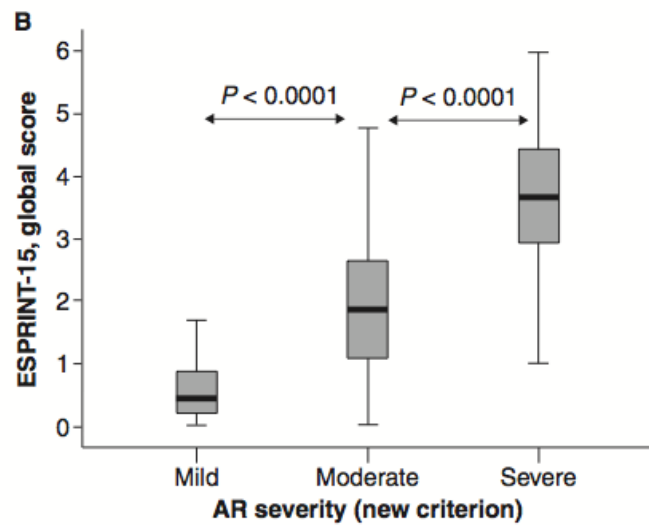 B
ESPRINT-15, global score
6
5
4
3
2
1
0
P < 0.0001
P < 0.0001
Mild
Moderate
Severe
AR severity (new criterion)